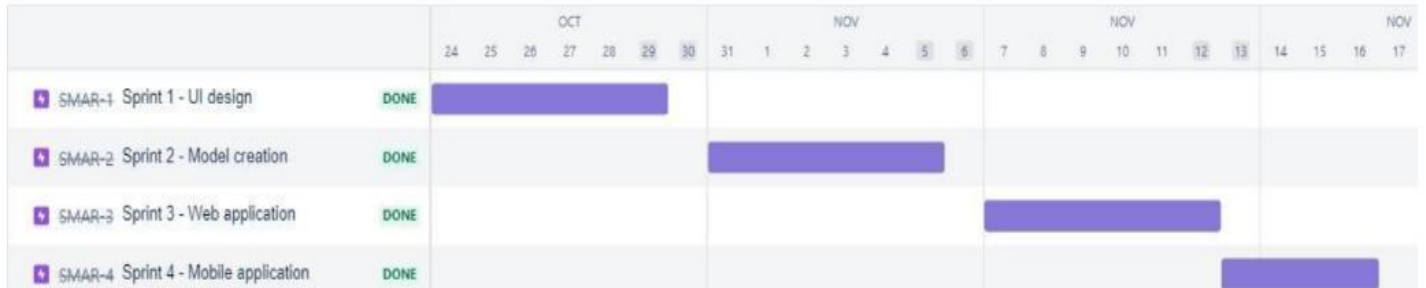 OCT NOV NOV NOV
24 25 26 27 28 29 30 31 1 2 3 4 5 6 7 8 9 10 11 12 13 14 15 16 17
SMAR-1 Sprint 1 - UI design DONE
SMAR-2 Sprint 2 - Model creation DONE
SMAR-3 Sprint 3 - Web application DONE
SMAR-4 Sprint 4 - Mobile application DONE